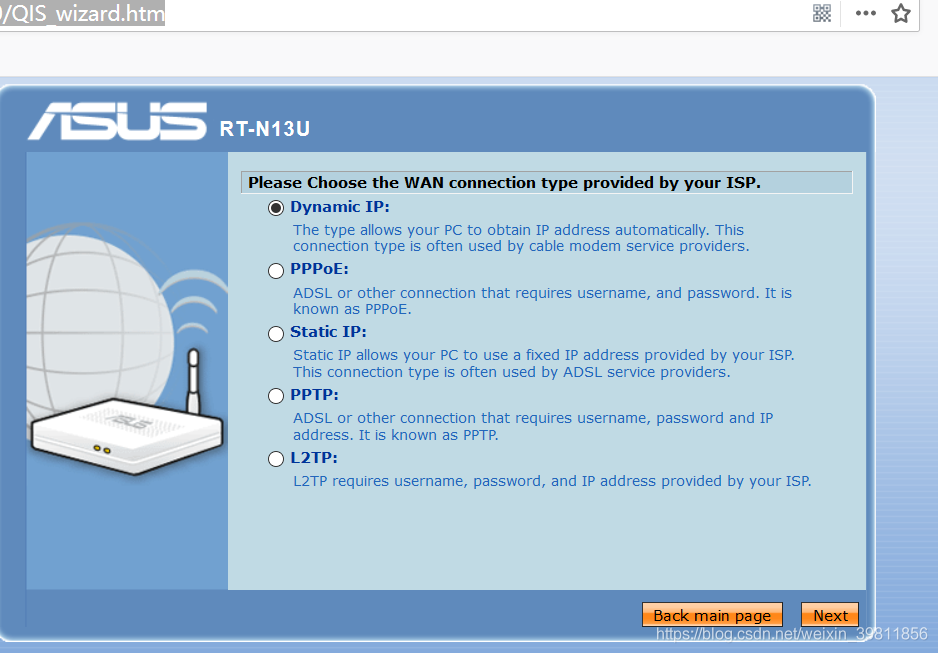 )/QIS_wizard.htm
ASUS RT-N13U
Please Choose the WAN connection type provided by your ISP.
Dynamic IP:
The type allows your PC to obtain IP address automatically. This
connection type is often used by cable modem service providers.
PPPoE:
ADSL or other connection that requires username, and password. It is
known as PPPoE.
Static IP:
Static IP allows your PC to use a fixed IP address provided by your ISP.
This connection type is often used by ADSL service providers.
PPTP:
ADSL or other connection that requires username, password and IP
address. It is known as PPTP.
L2TP:
L2TP requires username, password, and IP address provided by your ISP.
ASUS
Back main page Next
https://blog.csdn.net/weixin_39811856